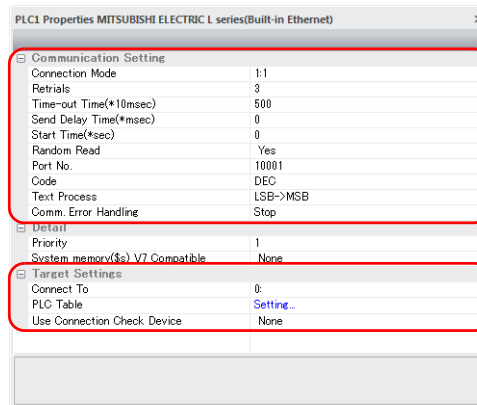 PLC1 Properties MITSUBISHI ELECTRIC L series(Built-in Ethernet)
Communication Setting
Connection Mode 1:1
Retrials 3
Time-out Time(*10msec) 500
Send Delay Time(*msec) 0
Start Time(*sec) 0
Random Read Yes
Port No. 10001
Code DEC
Text Process LSB->MSB
Comm. Error Handling Stop
Detail
Priority 1
System memory($s) V7 Compatible None
Target Settings
Connect To 0:
PLC Table Setting...
Use Connection Check Device None